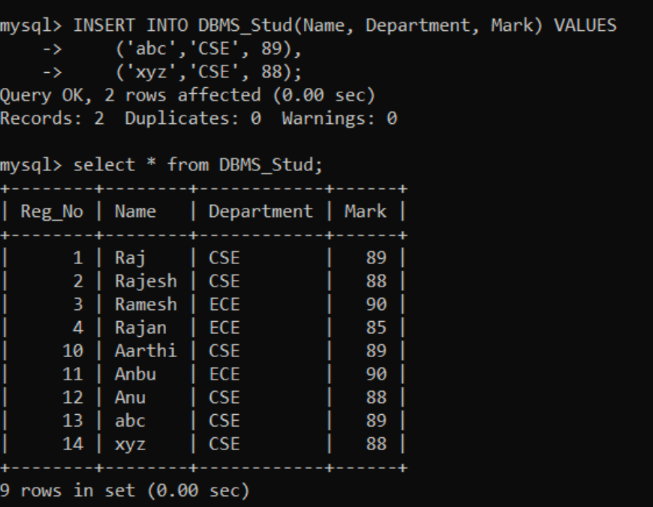 mysql> INSERT INTO DBMS_Stud(Name, Department, Mark) VALUES
    ->     ('abc','CSE', 89),
    ->     ('xyz','CSE', 88);
Query OK, 2 rows affected (0.00 sec)
Records: 2  Duplicates: 0  Warnings: 0

mysql> select * from DBMS_Stud;
+--------+---------+------------+------+
| Reg_No | Name    | Department | Mark |
+--------+---------+------------+------+
|      1 | Raj     | CSE        |   89 |
|      2 | Rajesh  | CSE        |   88 |
|      3 | Ramesh  | ECE        |   90 |
|      4 | Rajan   | ECE        |   85 |
|     10 | Aarthi  | CSE        |   89 |
|     11 | Anbu    | ECE        |   90 |
|     12 | Anu     | CSE        |   88 |
|     13 | abc     | CSE        |   89 |
|     14 | xyz     | CSE        |   88 |
+--------+---------+------------+------+
9 rows in set (0.00 sec)